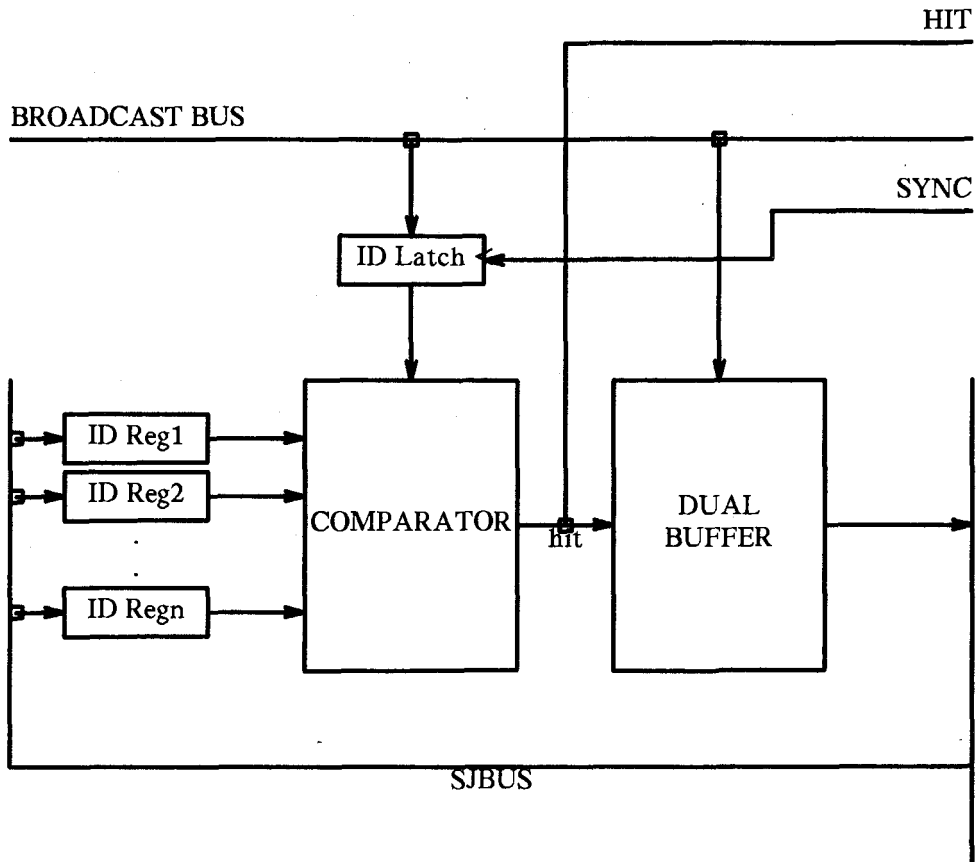 HIT
BROADCAST BUS
SYNC
ID Latch
ID Reg1
ID Reg2
ID Regn
COMPARATOR
hit
DUAL
BUFFER
SJBUS